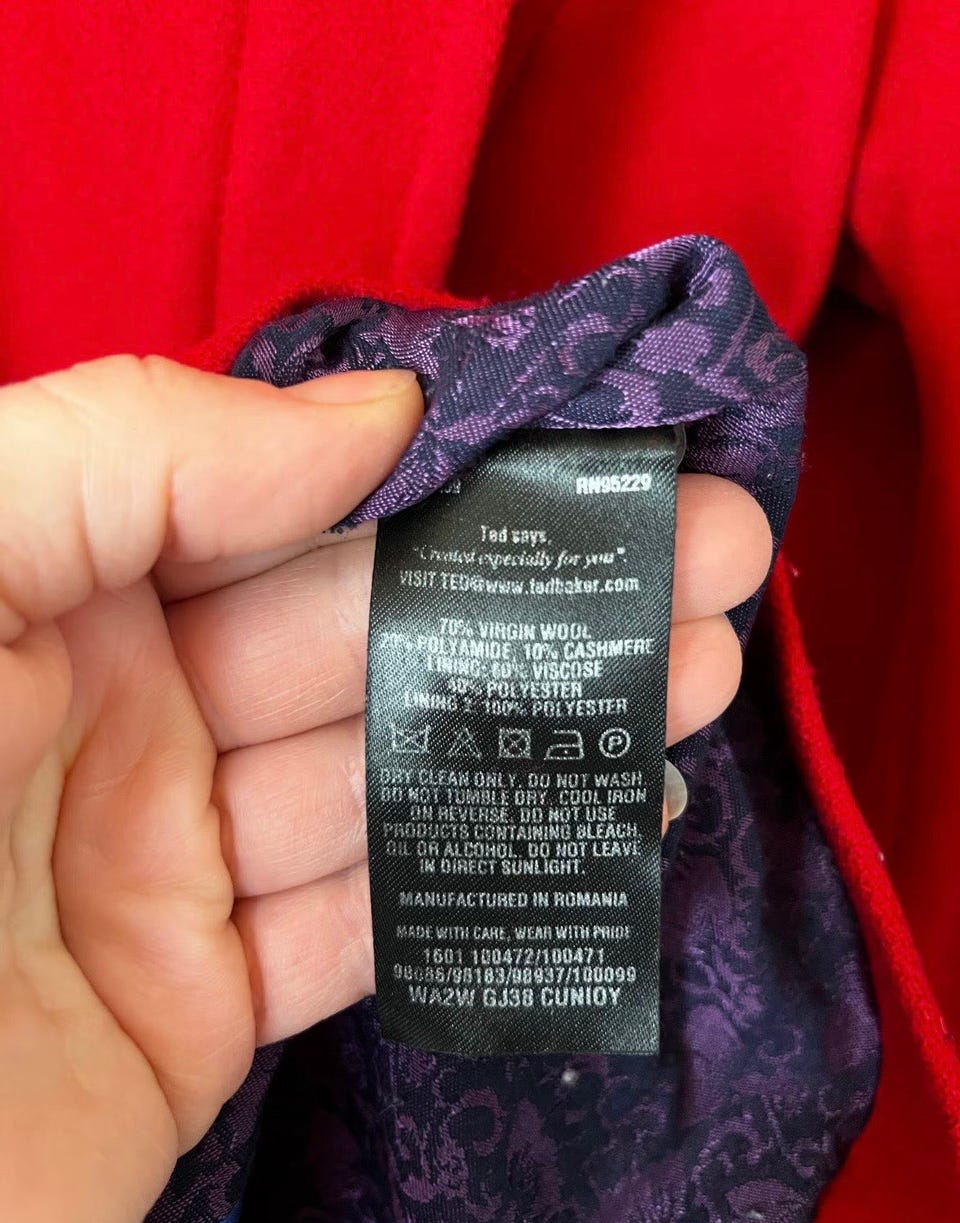 RN95229
Ted says,
"Created especially for you"
VISIT TED@www.tedbaker.com
70% VIRGIN WOOL
20% POLYAMIDE, 10% CASHMERE
LINING: 60% VISCOSE
40% POLYESTER
LINING 2: 100% POLYESTER
DRY CLEAN ONLY. DO NOT WASH
DO NOT TUMBLE DRY. COOL IRON
ON REVERSE. DO NOT USE
PRODUCTS CONTAINING BLEACH,
OIL OR ALCOHOL. DO NOT LEAVE
IN DIRECT SUNLIGHT.
MANUFACTURED IN ROMANIA
MADE WITH CARE, WEAR WITH PRIDE
1601 100472/100471
/98183/98937/100099
WA2W GJ38 CUNIOY